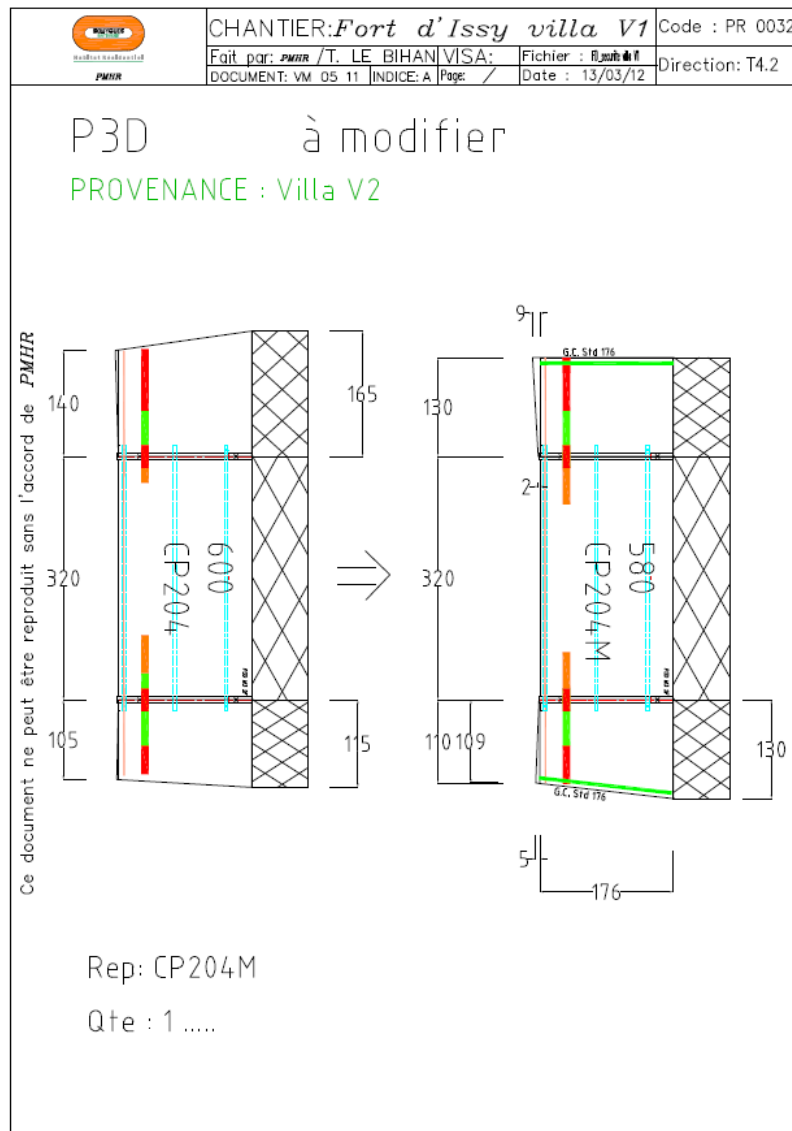 CHANTIER: Fort d'Issy villa V1
Code : PR 0032
PMHR
Fait par: PMHR /T. LE BIHAN
VISA:
Fichier :
DOCUMENT: VM 05 11
INDICE: A
Page: /
Date : 13/03/12
Direction: T4.2
P3D à modifier
PROVENANCE : Villa V2
Ce document ne peut être reproduit sans l'accord de PMHR
140
165
320
600
CP204
105
115
9
G.C. Std 176
130
2
320
580
CP204M
110
109
130
G.C. Std 176
5
176
Rep: CP204M
Qte : 1 .....